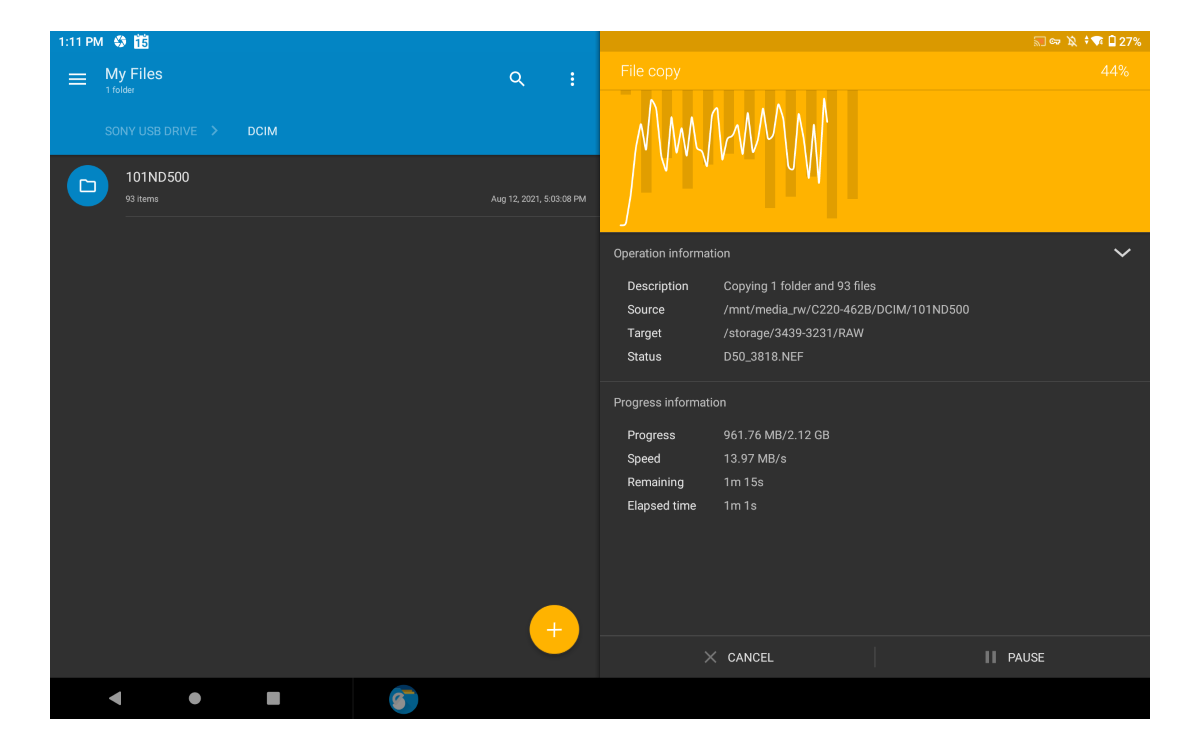 1:11 PM 15
27%
My Files
1 folder
SONY USB DRIVE > DCIM
101ND500
93 items
Aug 12, 2021, 5:03:08 PM
File copy 44%
Operation information
Description Copying 1 folder and 93 files
Source /mnt/media_rw/C220-462B/DCIM/101ND500
Target /storage/3439-3231/RAW
Status D50_3818.NEF
Progress information
Progress 961.76 MB/2.12 GB
Speed 13.97 MB/s
Remaining 1m 15s
Elapsed time 1m 1s
CANCEL PAUSE